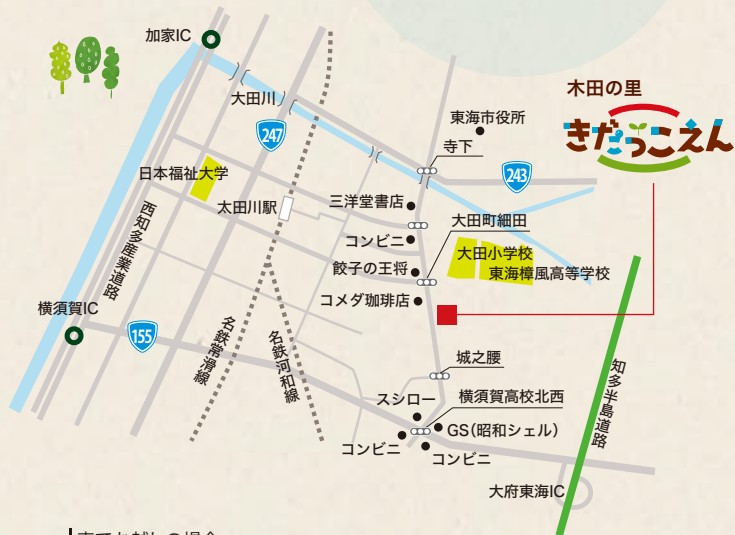 加家IC
木田の里
きだっこえん
大田川
東海市役所
247
寺下
日本福祉大学
243
太田川駅
三洋堂書店
大田町細田
西知多産業道路
コンビニ
大田小学校
餃子の王将
東海樟風高等学校
コメダ珈琲店
横須賀IC
155
名鉄常滑線
名鉄河和線
城之腰
知多半島道路
スシロー
横須賀高校北西
GS(昭和シェル)
コンビニ
コンビニ
大府東海IC